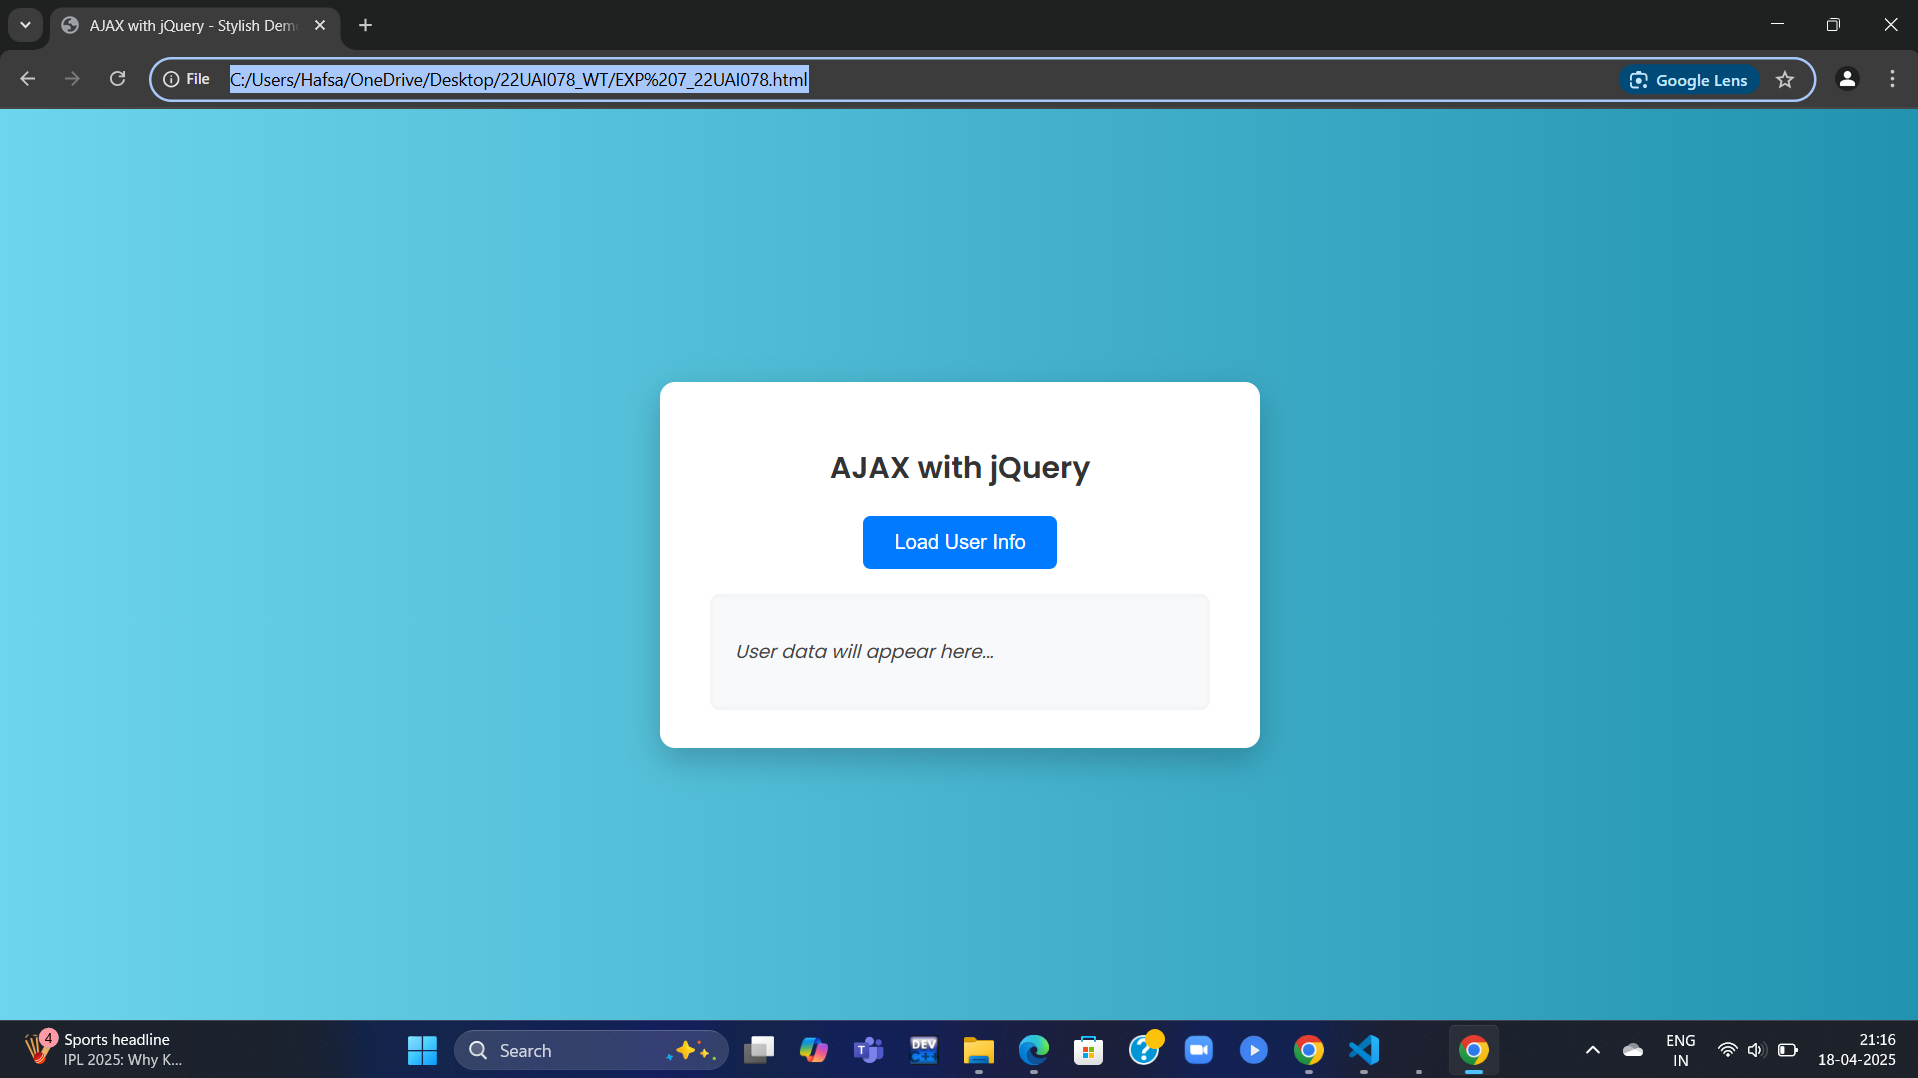 AJAX with jQuery - Stylish Dem
File
C:/Users/Hafsa/OneDrive/Desktop/22UAI078_WT/EXP%207_22UAI078.html
Google Lens
AJAX with jQuery
Load User Info
User data will appear here...
4
Sports headline
IPL 2025: Why K...
Search
T
DEV
C++
?
ENG
IN
21:16
18-04-2025